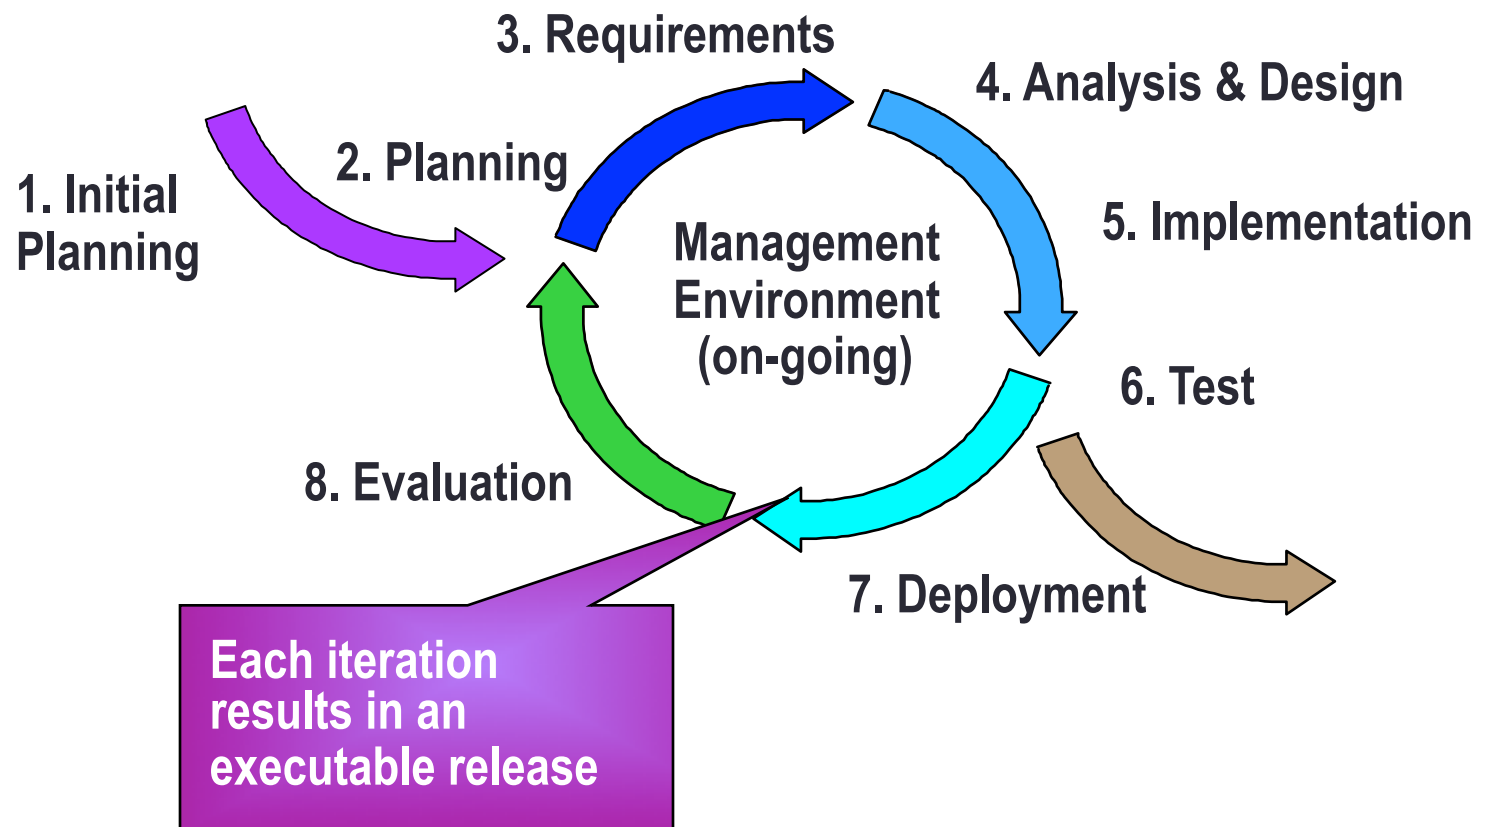 3. Requirements
4. Analysis & Design
2. Planning
1. Initial
Planning
5. Implementation
Management
Environment
(on-going)
6. Test
8. Evaluation
7. Deployment
Each iteration
results in an
executable release